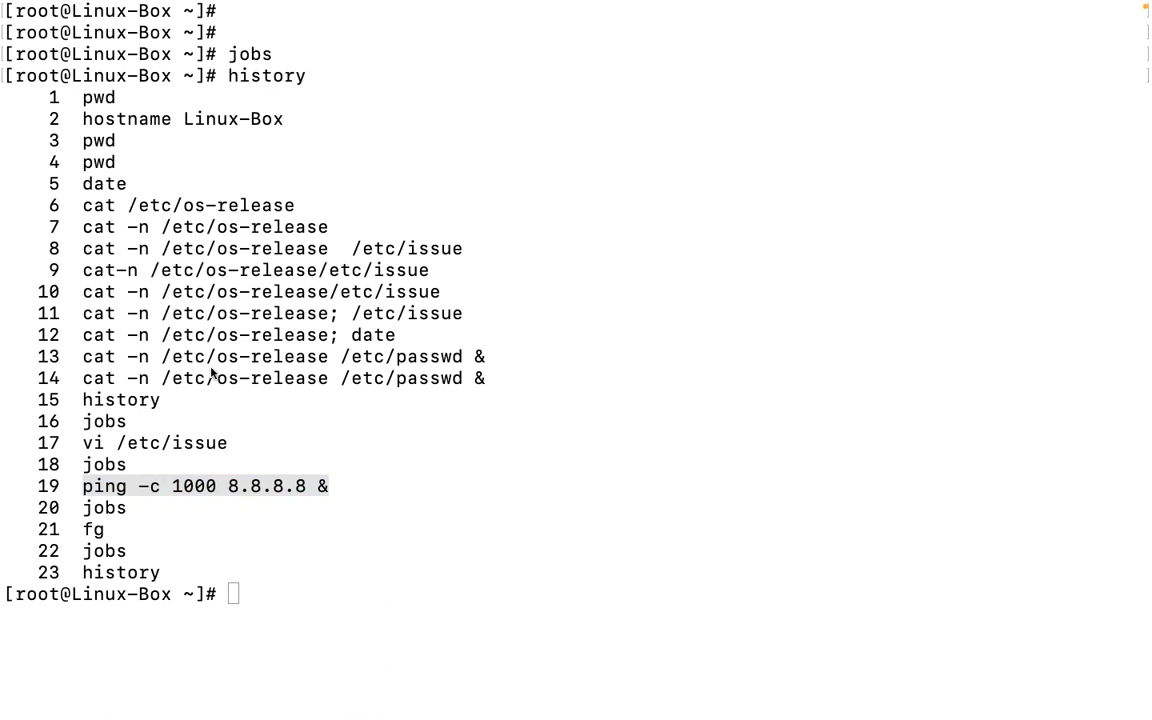 [root@Linux-Box ~]#
[root@Linux-Box ~]#
[root@Linux-Box ~]# jobs
[root@Linux-Box ~]# history
    1  pwd
    2  hostname Linux-Box
    3  pwd
    4  pwd
    5  date
    6  cat /etc/os-release
    7  cat -n /etc/os-release
    8  cat -n /etc/os-release  /etc/issue
    9  cat-n /etc/os-release/etc/issue
   10  cat -n /etc/os-release/etc/issue
   11  cat -n /etc/os-release; /etc/issue
   12  cat -n /etc/os-release; date
   13  cat -n /etc/os-release /etc/passwd &
   14  cat -n /etc/os-release /etc/passwd &
   15  history
   16  jobs
   17  vi /etc/issue
   18  jobs
   19  ping -c 1000 8.8.8.8 &
   20  jobs
   21  fg
   22  jobs
   23  history
[root@Linux-Box ~]#